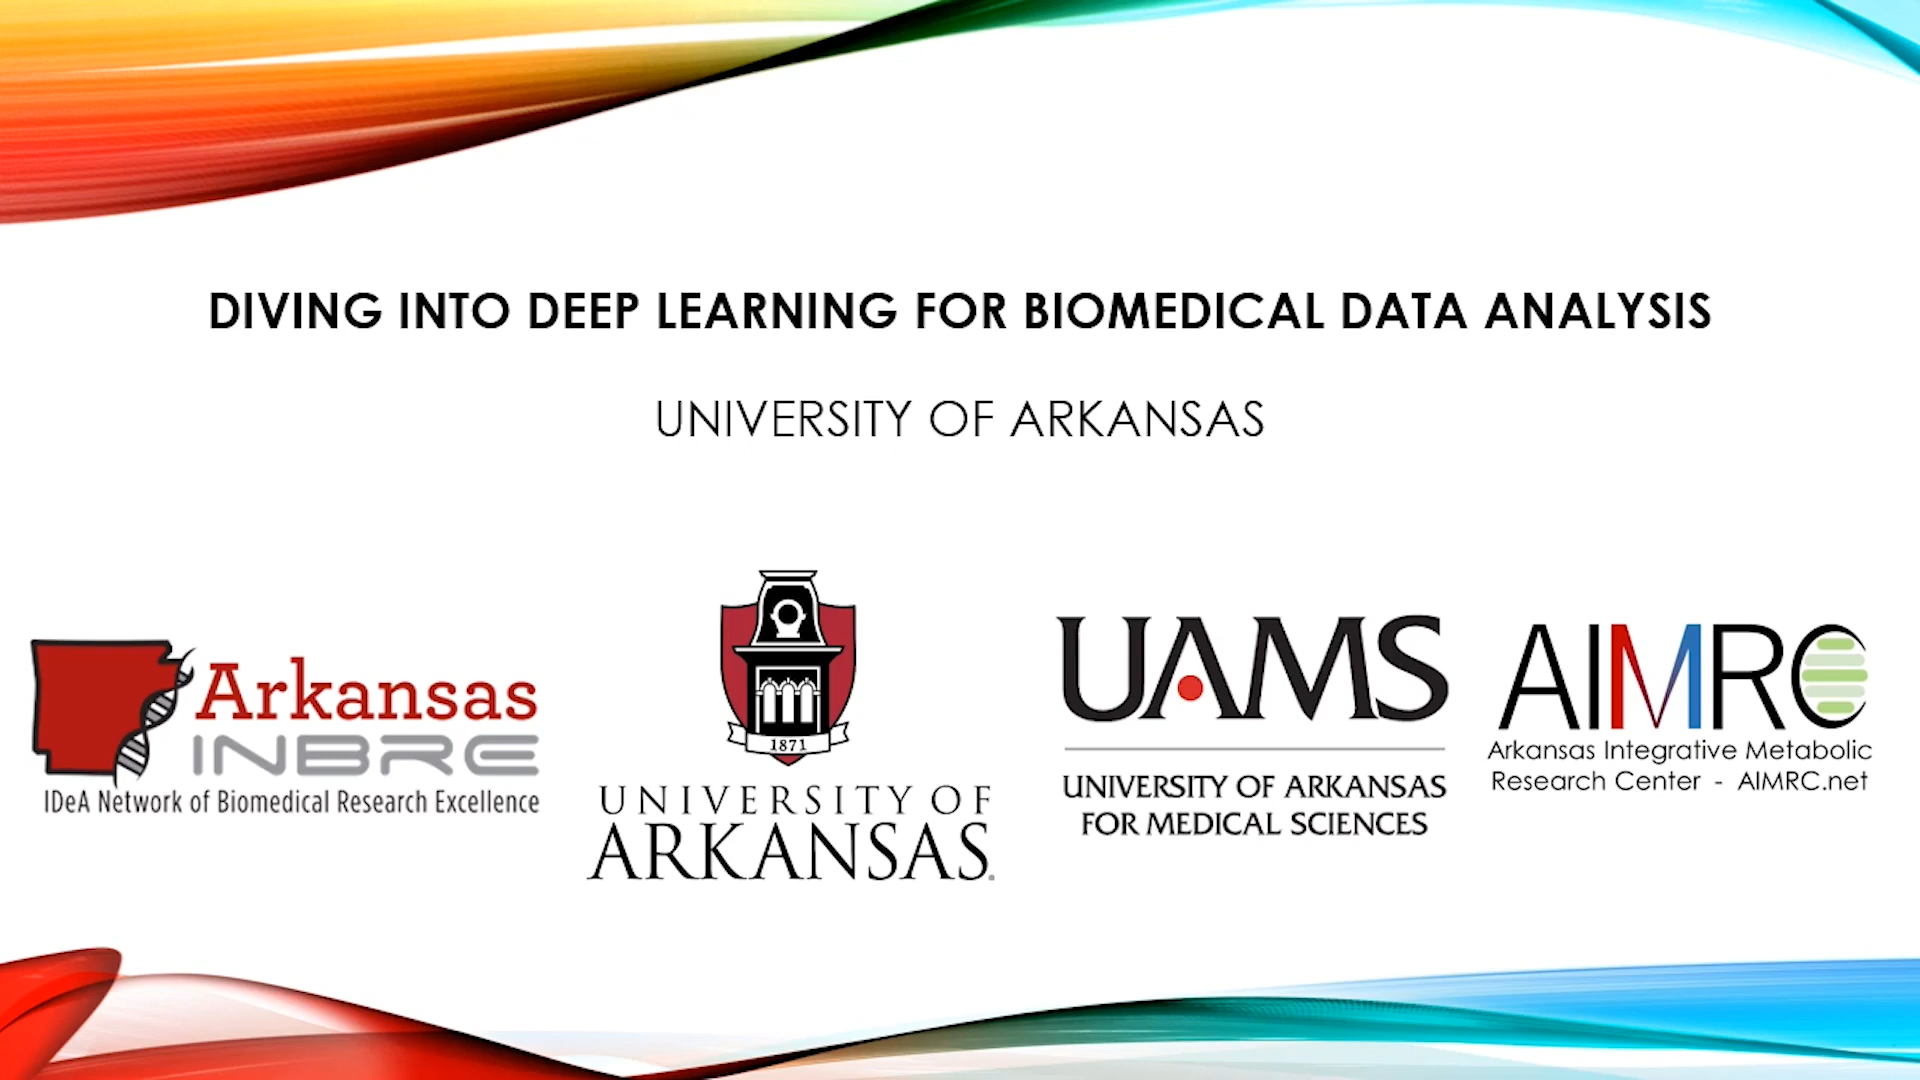 DIVING INTO DEEP LEARNING FOR BIOMEDICAL DATA ANALYSIS
UNIVERSITY OF ARKANSAS
Arkansas
INBRE
IDeA Network of Biomedical Research Excellence
1871
UNIVERSITY OF
ARKANSAS.
UAMS
UNIVERSITY OF ARKANSAS
FOR MEDICAL SCIENCES
AIMRC
Arkansas Integrative Metabolic
Research Center - AIMRC.net